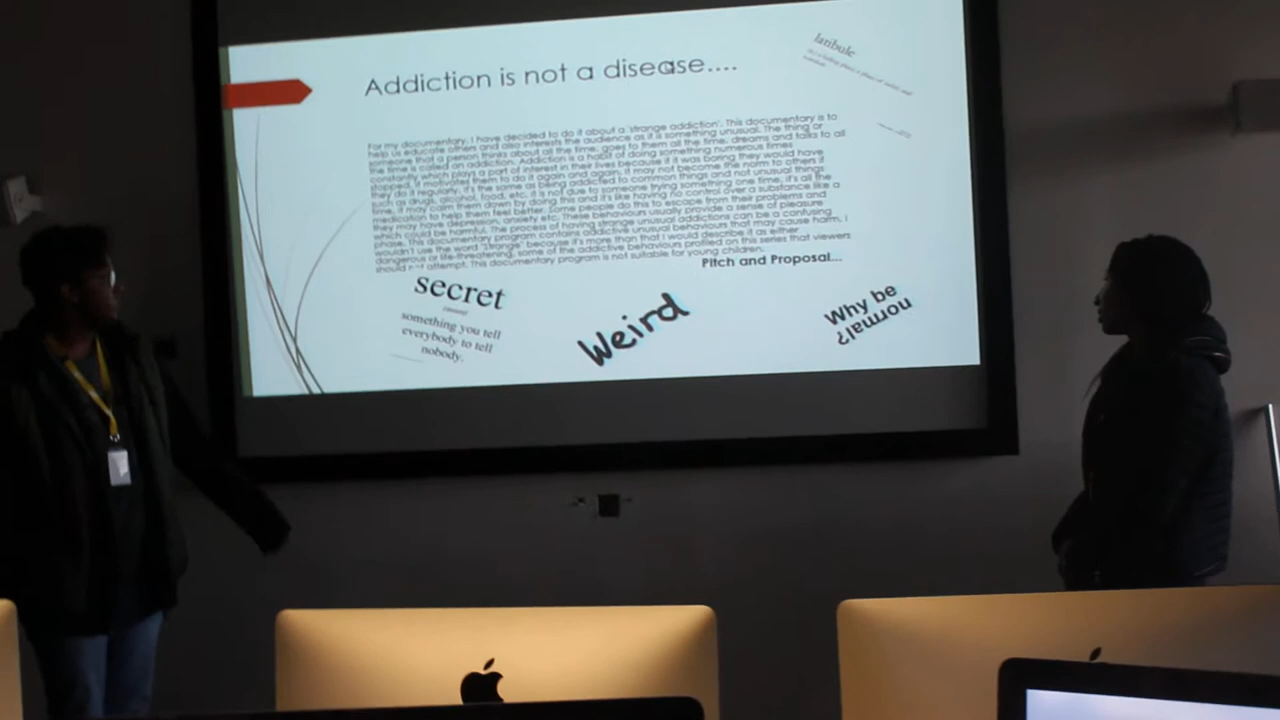 latibule
Addiction is not a disease....
For my documentary, I have decided to do it about a 'strange addiction'. This documentary is to
help us educate others and also interests the audience as it is something unusual. The thing or
someone that a person thinks about all the time, goes to them all the time, dreams and talks to all
the time is called an addiction. Addiction is a habit of doing something numerous times
constantly which plays a part of interest in their lives because if it was boring they would have
stopped, it motivated them to do it again and again. It may not become the norm to others if
they do it regularly, it's the same as being addicted to common things and not unusual things
such as drugs, alcohol, food, etc. it is not due to someone trying something one time, it's all the
time, it may calm them down by doing this and it's like having no control over a substance like a
medication to help them feel better. Some people do this to escape from their problems and
they may have depression, anxiety etc. These behaviours usually provide a sense of pleasure
which could be harmful. The process of having strange unusual addictions can be a confusing
phase. This documentary program contains addictive unusual behaviours that may cause harm. I
wouldn't use the word 'strange' because it's more than that I would describe it as either
dangerous or life-threatening, some of the addictive behaviours profiled on this series that viewers
should not attempt. This documentary program is not suitable for young children.
Pitch and Proposal...
secret
(noun)
something you tell
everybody to tell
nobody.
Weird
Why be
normal?